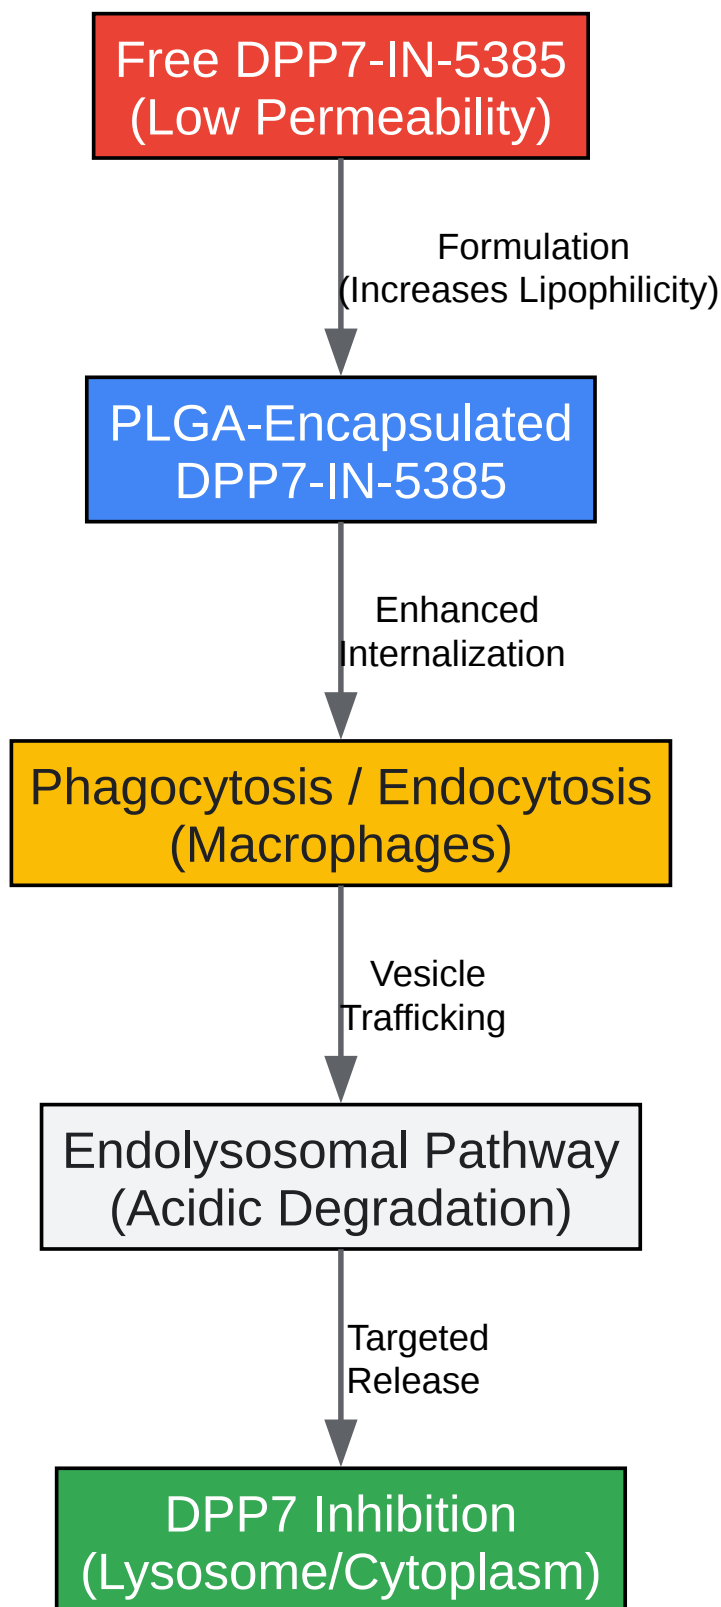 Free DPP7-IN-5385
(Low Permeability)
Formulation
(Increases Lipophilicity)
PLGA-Encapsulated
DPP7-IN-5385
Enhanced
Internalization
Phagocytosis / Endocytosis
(Macrophages)
Vesicle
Trafficking
Endolysosomal Pathway
(Acidic Degradation)
Targeted
Release
DPP7 Inhibition
(Lysosome/Cytoplasm)